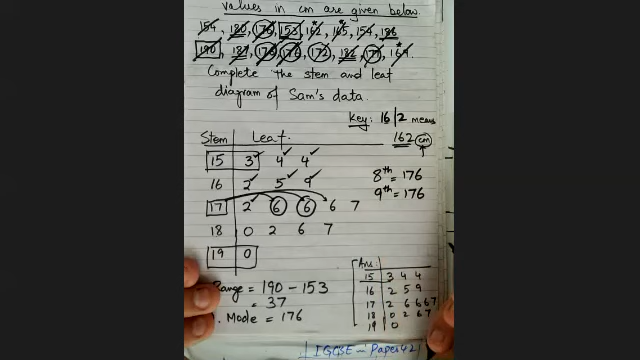 values in cm are given below.
154, 180, 176, 153, 162, 165, 154, 186
190, 187, 176, 176, 172, 182, 177, 169.
Complete the stem and leaf
diagram of Sam's data.
Key: 16|2 means
162 cm
Stem Leaf
15 3 4 4
16 2 5 9
17 2 6 6 6 7
18 0 2 6 7
19 0
8th = 176
9th = 176
Range = 190 - 153
= 37
Mode = 176
Ans:
15 3 4 4
16 2 5 9
17 2 6 6 6 7
18 0 2 6 7
19 0
IGCSE - Paper 42